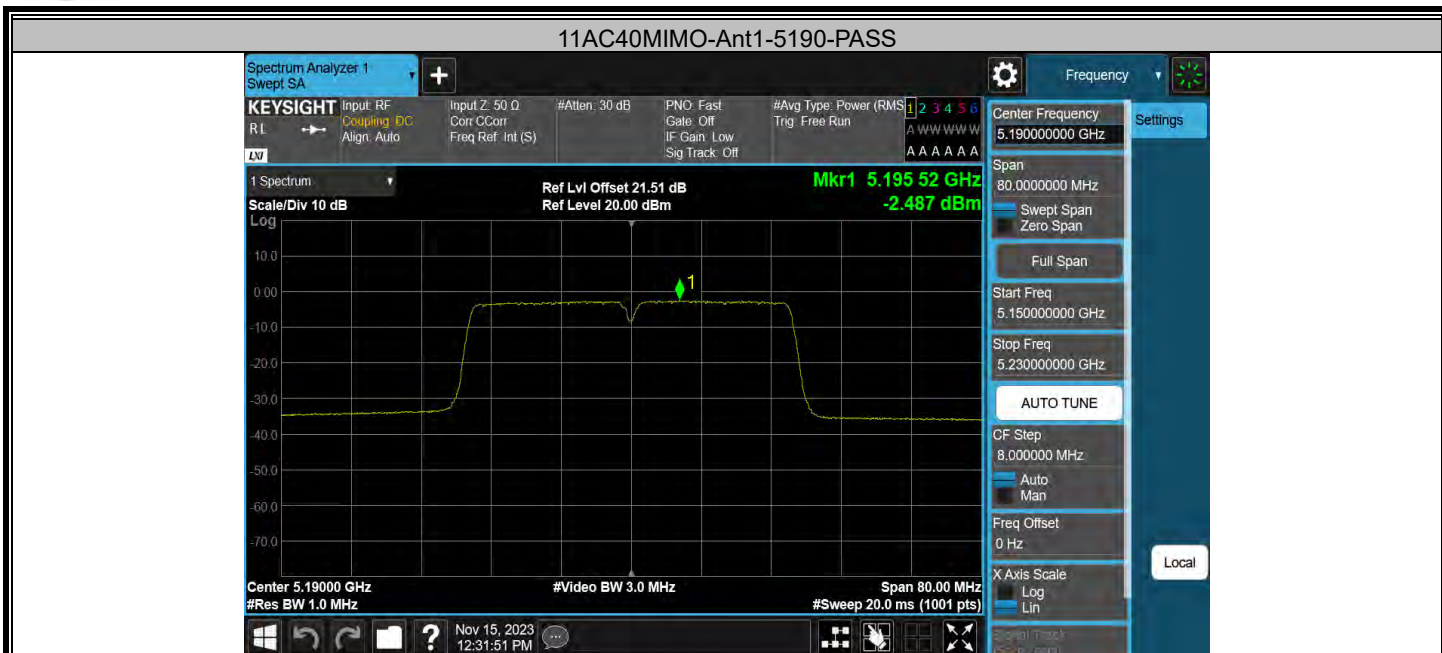 11AC40MIMO-Ant1-5190-PASS
Spectrum Analyzer 1
Swept SA
+
Frequency
KEYSIGHT
RL
LXI
Input: RF
Coupling: DC
Align: Auto
Input Z: 50 Ω
Corr CCorr
Freq Ref: Int (S)
#Atten: 30 dB
PNO: Fast
Gate: Off
IF Gain: Low
Sig Track: Off
#Avg Type: Power (RMS
Trig: Free Run
1 2 3 4 5 6
A W W W W W
A A A A A A
1 Spectrum
Scale/Div 10 dB
Log
Ref Lvl Offset 21.51 dB
Ref Level 20.00 dBm
Mkr1 5.195 52 GHz
-2.487 dBm
10.0
0.00
-10.0
-20.0
-30.0
-40.0
-50.0
-60.0
-70.0
1
Center 5.19000 GHz
#Res BW 1.0 MHz
#Video BW 3.0 MHz
Span 80.00 MHz
#Sweep 20.0 ms (1001 pts)
?
Nov 15, 2023
12:31:51 PM
Center Frequency
5.190000000 GHz
Settings
Span
80.0000000 MHz
Swept Span
Zero Span
Full Span
Start Freq
5.150000000 GHz
Stop Freq
5.230000000 GHz
AUTO TUNE
CF Step
8.000000 MHz
Auto
Man
Freq Offset
0 Hz
X Axis Scale
Log
Lin
Signal Track
Local